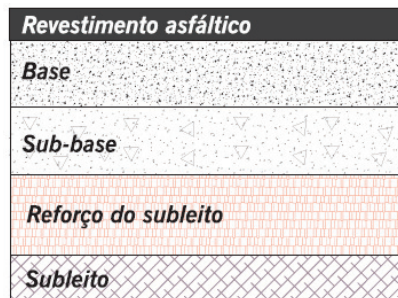 Revestimento asfáltico
Base
Sub-base
Reforço do subleito
Subleito